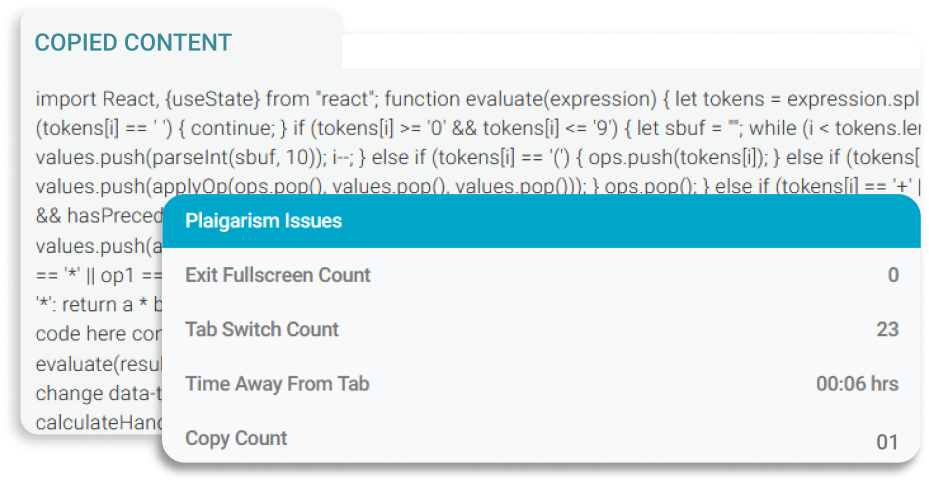 COPIED CONTENT
import React, {useState} from "react"; function evaluate(expression) { let tokens = expression.spl
(tokens[i] == ' ') { continue; } if (tokens[i] >= '0' && tokens[i] <= '9') { let sbuf = ""; while (i < tokens.ler
values.push(parseInt(sbuf, 10)); i--; } else if (tokens[i] == '(') { ops.push(tokens[i]); } else if (tokens[
values.push(applyOp(ops.pop(), values.pop(), values.pop())); } ops.pop(); } else if (tokens[i] == '+' |
&& hasPreced
values.push(a
== '*' || op1 ==
'*': return a * b
code here con
evaluate(resul
change data-t
calculateHand
Plaigarism Issues
Exit Fullscreen Count 0
Tab Switch Count 23
Time Away From Tab 00:06 hrs
Copy Count 01